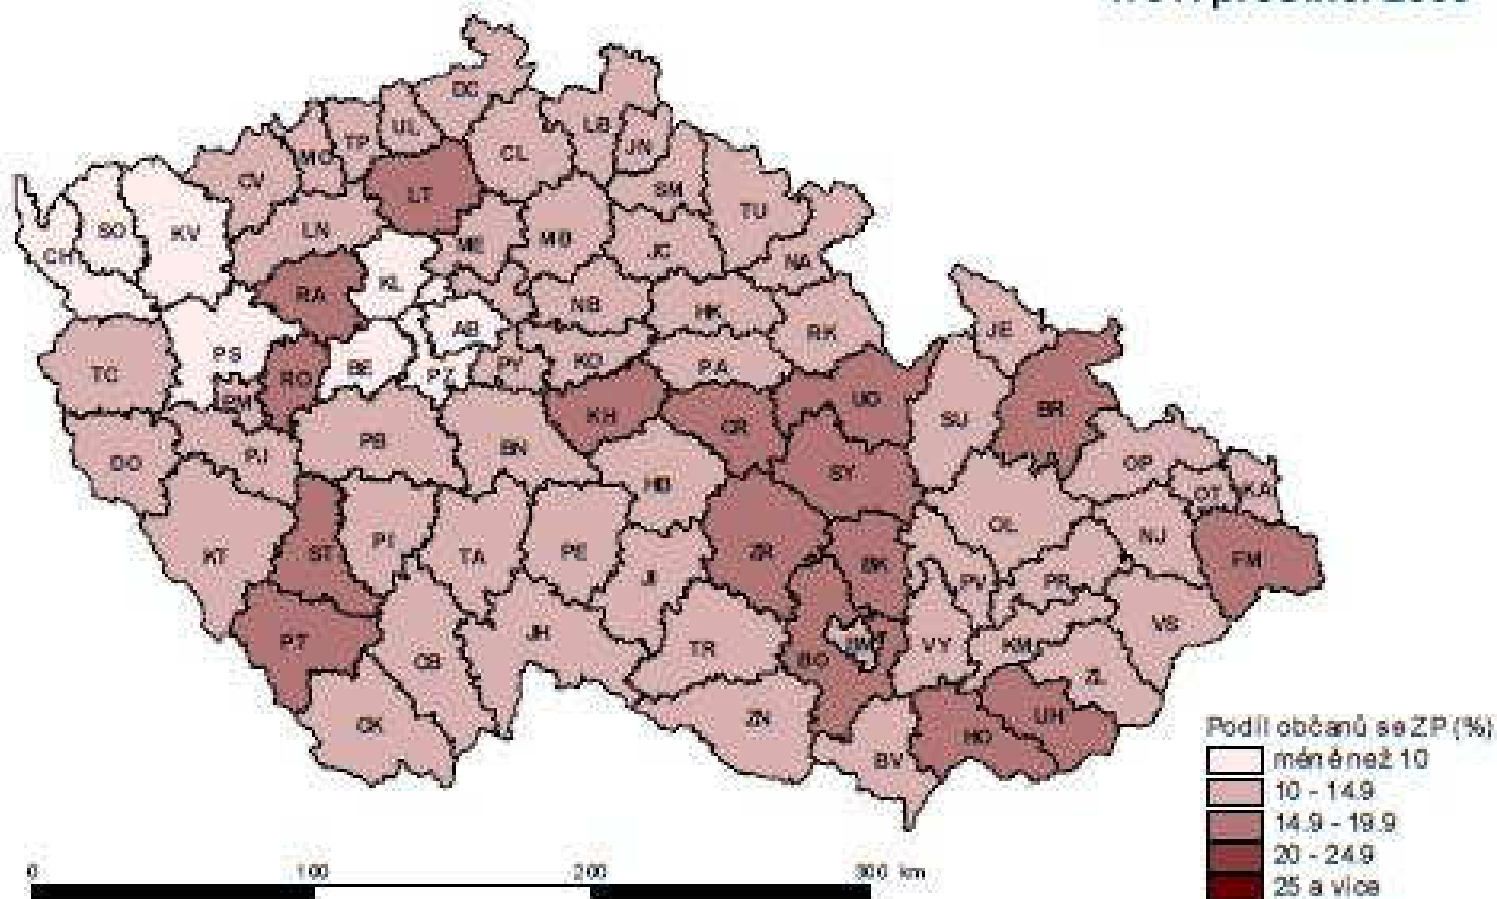 DC
LB
UL
TP
JN
MO
CL
CV
LT
SM
TU
SO
KV
LN
ME
MB
JC
CH
NA
KL
RA
NB
HK
AB
RK
JE
PS
BE
PZ
PY
KO
PA
TC
RO
PM
UO
BR
KH
CR
SU
PB
BN
DO
PJ
SY
HB
OP
OT
KA
OL
KT
ST
PI
TA
PE
JI
ZR
BK
PV
PR
NJ
FM
PT
JH
CB
TR
BO
VY
KM
VS
ZL
CK
ZN
BV
HO
UH
Podíl občanů se ZP (%)
méně než 10
10 - 14.9
14.9 - 19.9
20 - 24.9
25 a více
0 100 200 300 km